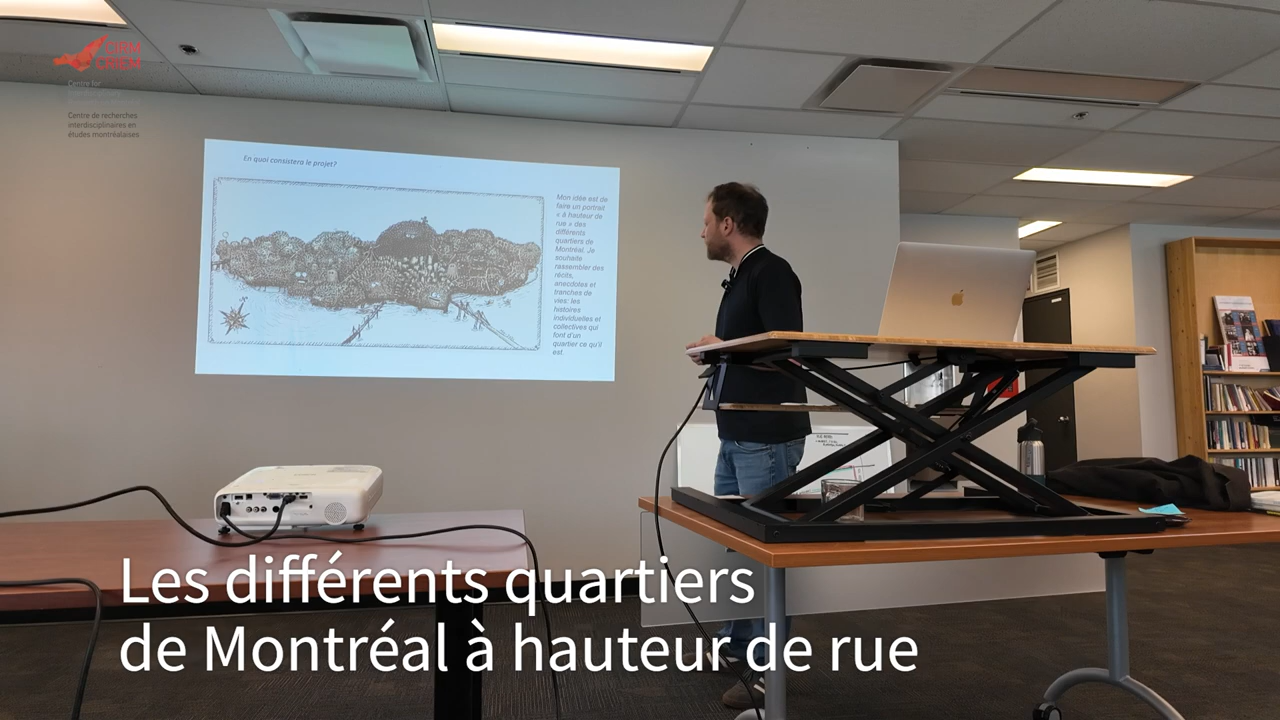 CIRM
CRIEM
Centre for
Centre de recherches
interdisciplinaires en
études montréalaises
En quoi consistera le projet?
Mon idée est de
faire un portrait
« à hauteur de
rue » des
différents
quartiers de
Montréal. Je
souhaite
rassembler des
récits,
anecdotes et
tranches de
vies: les
histoires
individuelles et
collectives qui
font d'un
quartier ce qu'il
est
Les différents quartiers
de Montréal à hauteur de rue